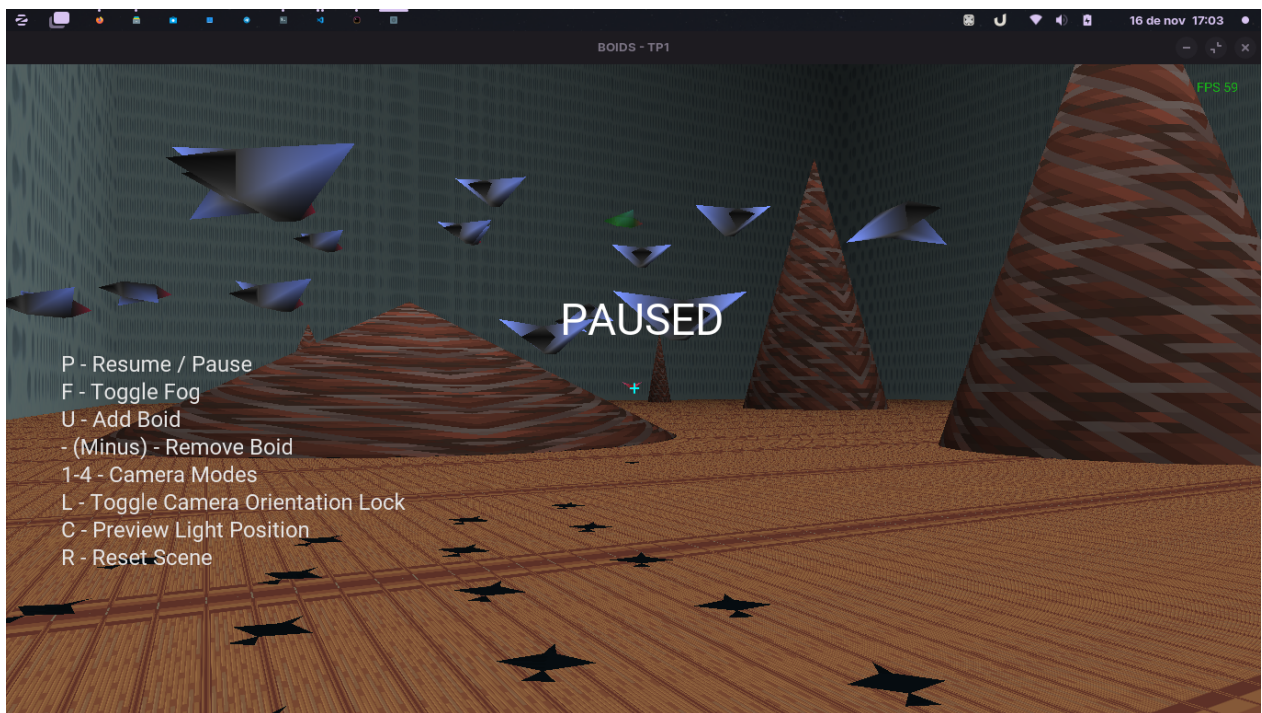 16 de nov 17:03
BOIDS - TP1
FPS 59
PAUSED
P - Resume / Pause
F - Toggle Fog
U - Add Boid
- (Minus) - Remove Boid
1-4 - Camera Modes
L - Toggle Camera Orientation Lock
C - Preview Light Position
R - Reset Scene